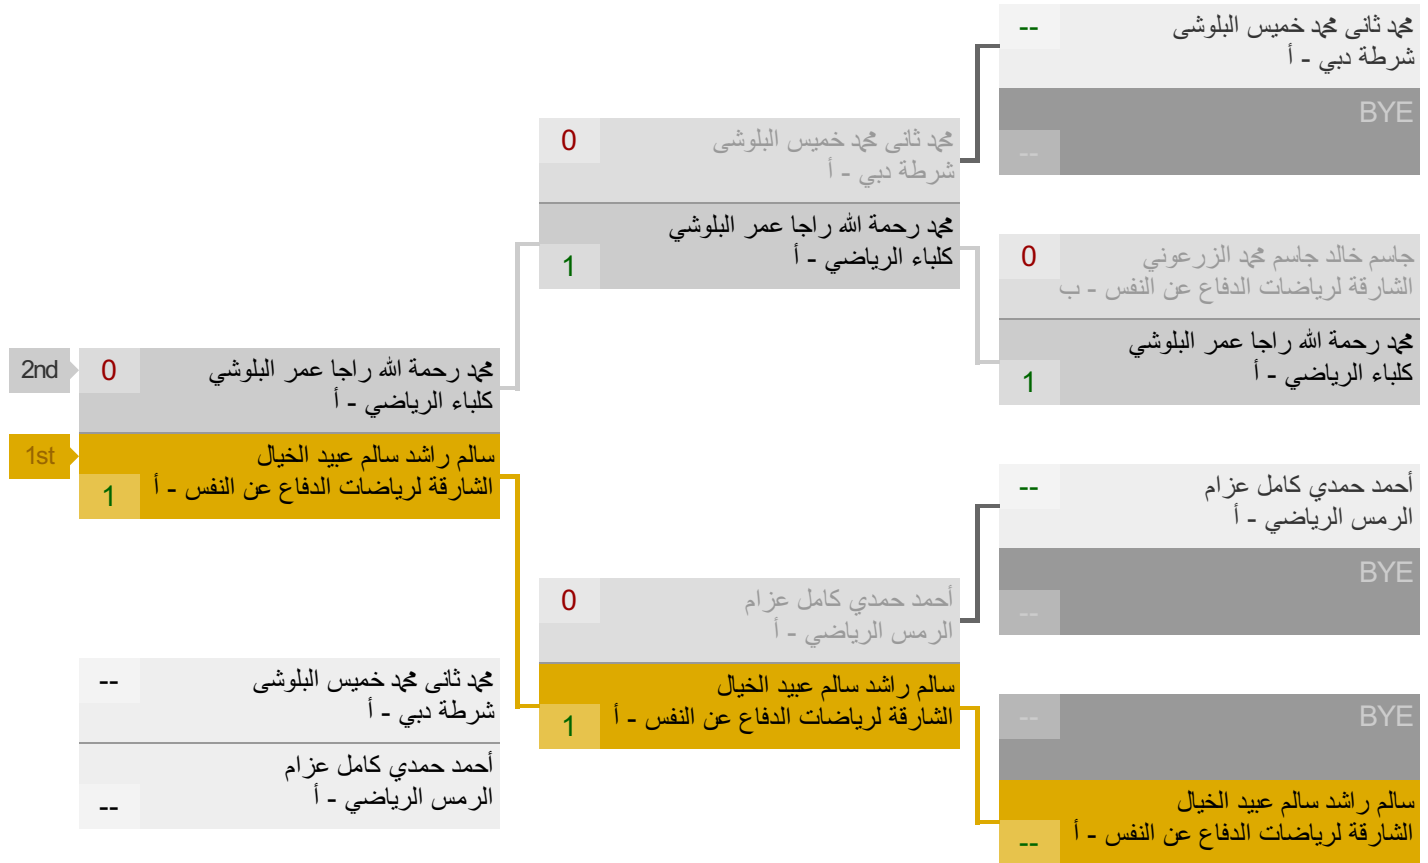 --
محمد ثانى محمد خميس البلوشى
شرطة دبي - أ
BYE
--
0
جاسم خالد جاسم محمد الزرعوني
الشارقة لرياضات الدفاع عن النفس - ب
محمد رحمة الله راجا عمر البلوشي
كلباء الرياضي - أ
1
--
أحمد حمدي كامل عزام
الرمس الرياضي - أ
BYE
--
--
BYE
سالم راشد سالم عبيد الخيال
الشارقة لرياضات الدفاع عن النفس - أ
--
0
محمد ثانى محمد خميس البلوشى
شرطة دبي - أ
محمد رحمة الله راجا عمر البلوشي
كلباء الرياضي - أ
1
0
أحمد حمدي كامل عزام
الرمس الرياضي - أ
سالم راشد سالم عبيد الخيال
الشارقة لرياضات الدفاع عن النفس - أ
1
2nd
0
محمد رحمة الله راجا عمر البلوشي
كلباء الرياضي - أ
1st
سالم راشد سالم عبيد الخيال
الشارقة لرياضات الدفاع عن النفس - أ
1
--
محمد ثانى محمد خميس البلوشى
شرطة دبي - أ
أحمد حمدي كامل عزام
الرمس الرياضي - أ
--